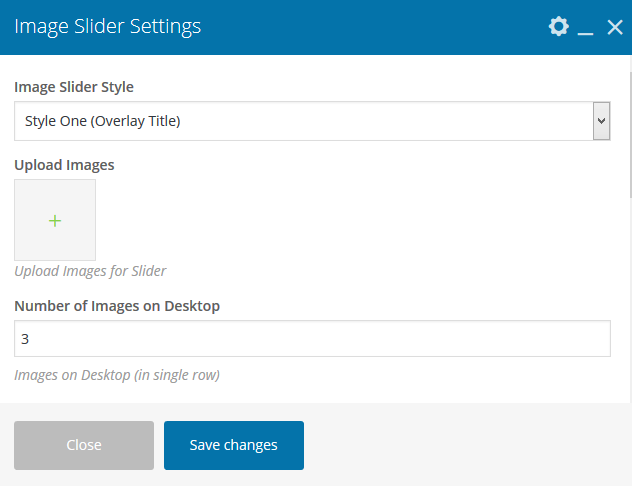 Image Slider Settings
Image Slider Style
Style One (Overlay Title)
Upload Images
+
Upload Images for Slider
Number of Images on Desktop
3
Images on Desktop (in single row)
Close
Save changes